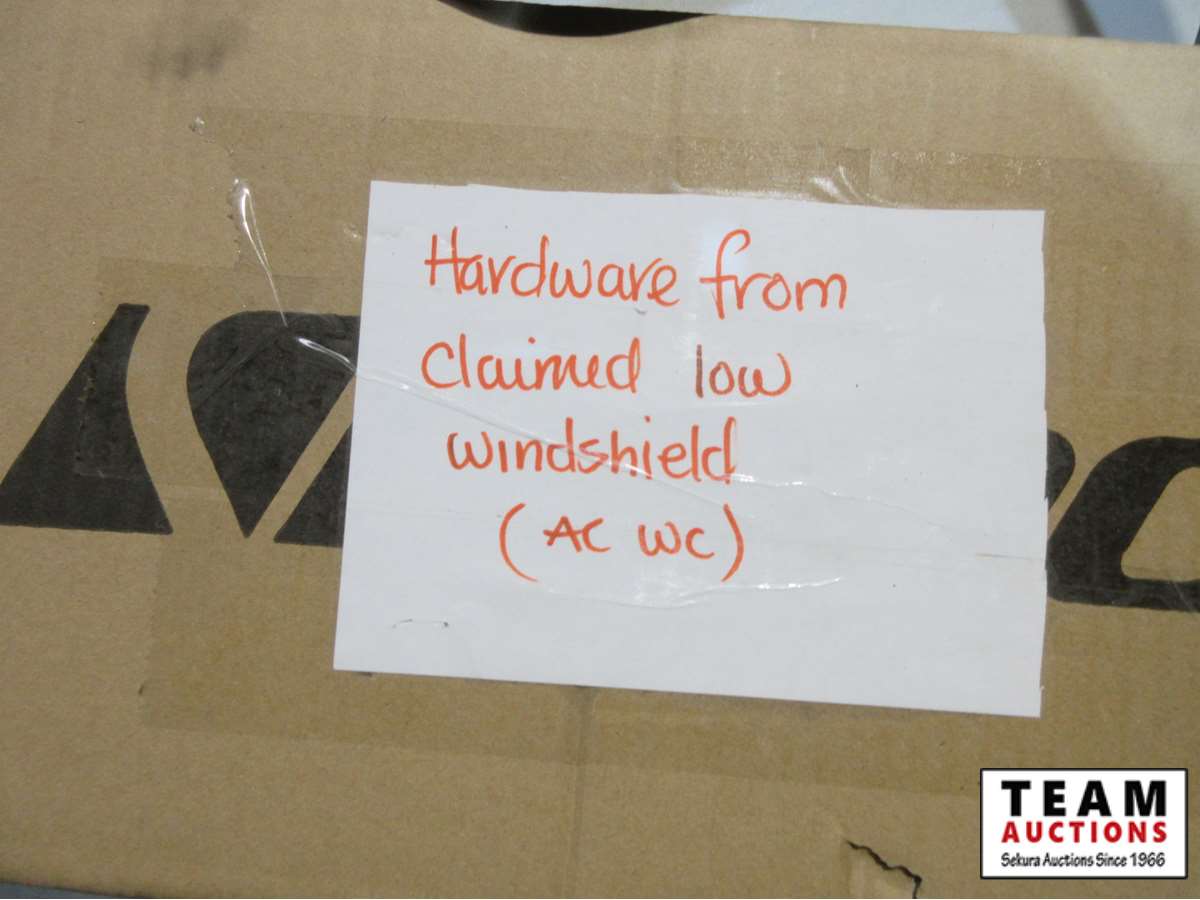 Hardware from
claimed low
windshield
(AC WC)
TEAM
AUCTIONS
Sekura Auctions Since 1966